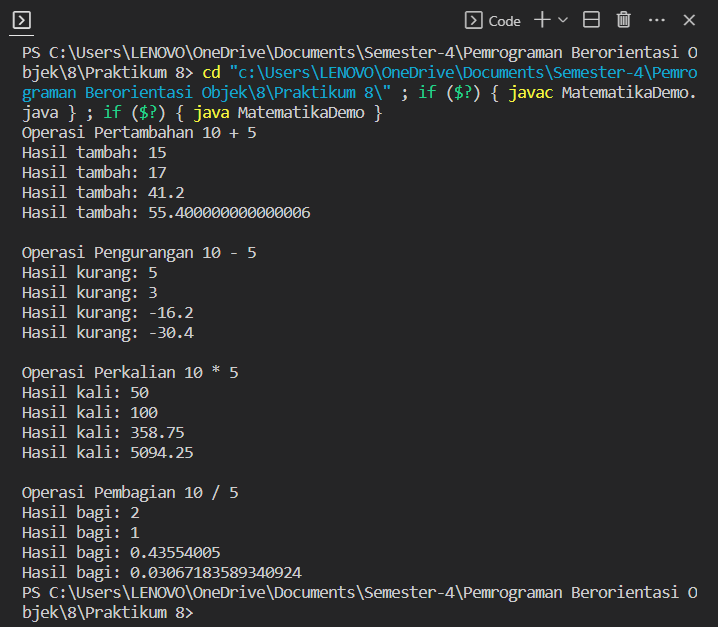 Code
PS C:\Users\LENOVO\OneDrive\Documents\Semester-4\Pemrograman Berorientasi O
bjek\8\Praktikum 8> cd "c:\Users\LENOVO\OneDrive\Documents\Semester-4\Pemro
graman Berorientasi Objek\8\Praktikum 8\" ; if ($?) { javac MatematikaDemo.
java } ; if ($?) { java MatematikaDemo }
Operasi Pertambahan 10 + 5
Hasil tambah: 15
Hasil tambah: 17
Hasil tambah: 41.2
Hasil tambah: 55.400000000000006
Operasi Pengurangan 10 - 5
Hasil kurang: 5
Hasil kurang: 3
Hasil kurang: -16.2
Hasil kurang: -30.4
Operasi Perkalian 10 * 5
Hasil kali: 50
Hasil kali: 100
Hasil kali: 358.75
Hasil kali: 5094.25
Operasi Pembagian 10 / 5
Hasil bagi: 2
Hasil bagi: 1
Hasil bagi: 0.43554005
Hasil bagi: 0.03067183589340924
PS C:\Users\LENOVO\OneDrive\Documents\Semester-4\Pemrograman Berorientasi O
bjek\8\Praktikum 8>